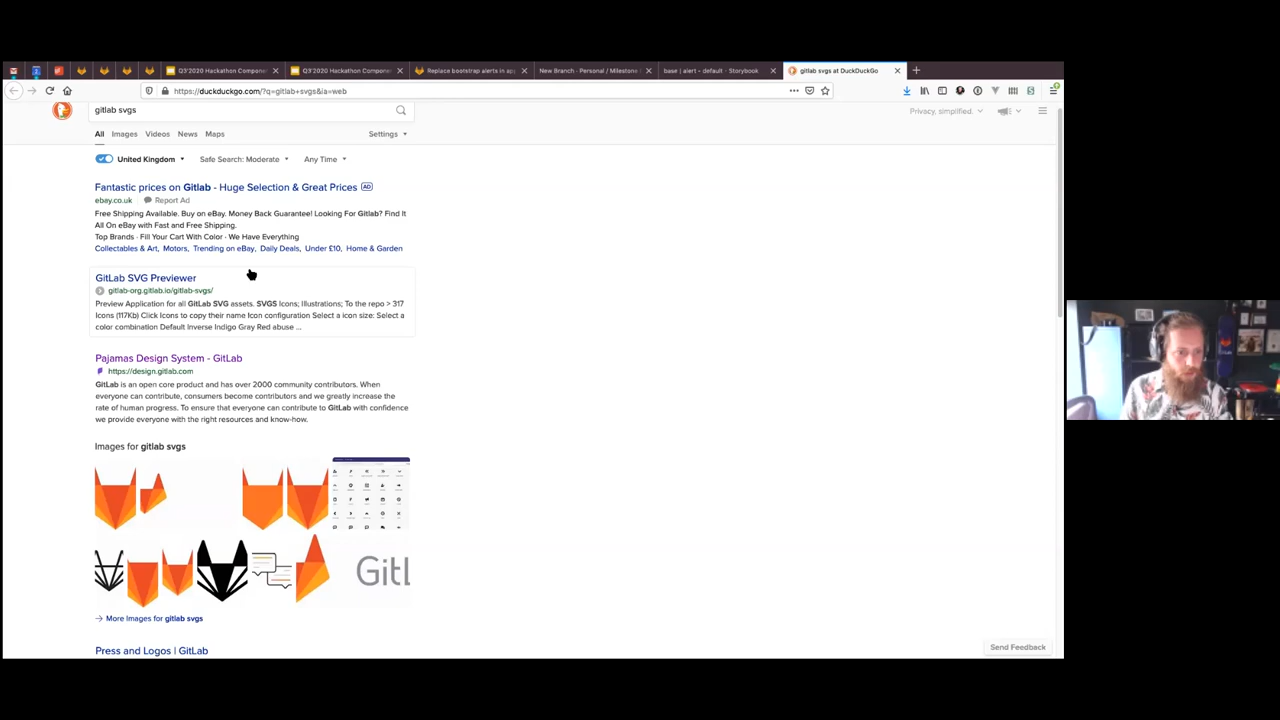 Q3'2020 Hackathon Compone
Q3'2020 Hackathon Compone
Replace bootstrap alerts in app
New Branch · Personal / Milestone
base | alert - default · Storybook
gitlab svgs at DuckDuckGo
https://duckduckgo.com/?q=gitlab+svgs&ia=web
gitlab svgs
Privacy, simplified.
All
Images
Videos
News
Maps
Settings
United Kingdom
Safe Search: Moderate
Any Time
Fantastic prices on Gitlab - Huge Selection & Great Prices AD
ebay.co.uk
Report Ad
Free Shipping Available. Buy on eBay. Money Back Guarantee! Looking For Gitlab? Find It
All On eBay with Fast and Free Shipping.
Top Brands · Fill Your Cart With Color · We Have Everything
Collectables & Art, Motors, Trending on eBay, Daily Deals, Under £10, Home & Garden
GitLab SVG Previewer
gitlab-org.gitlab.io/gitlab-svgs/
Preview Application for all GitLab SVG assets. SVGS Icons; Illustrations; To the repo > 317
Icons (117Kb) Click Icons to copy their name Icon configuration Select a icon size: Select a
color combination Default Inverse Indigo Gray Red abuse ...
Pajamas Design System - GitLab
https://design.gitlab.com
GitLab is an open core product and has over 2000 community contributors. When
everyone can contribute, consumers become contributors and we greatly increase the
rate of human progress. To ensure that everyone can contribute to GitLab with confidence
we provide everyone with the right resources and know-how.
Images for gitlab svgs
GitL
More Images for gitlab svgs
Press and Logos | GitLab
Send Feedback